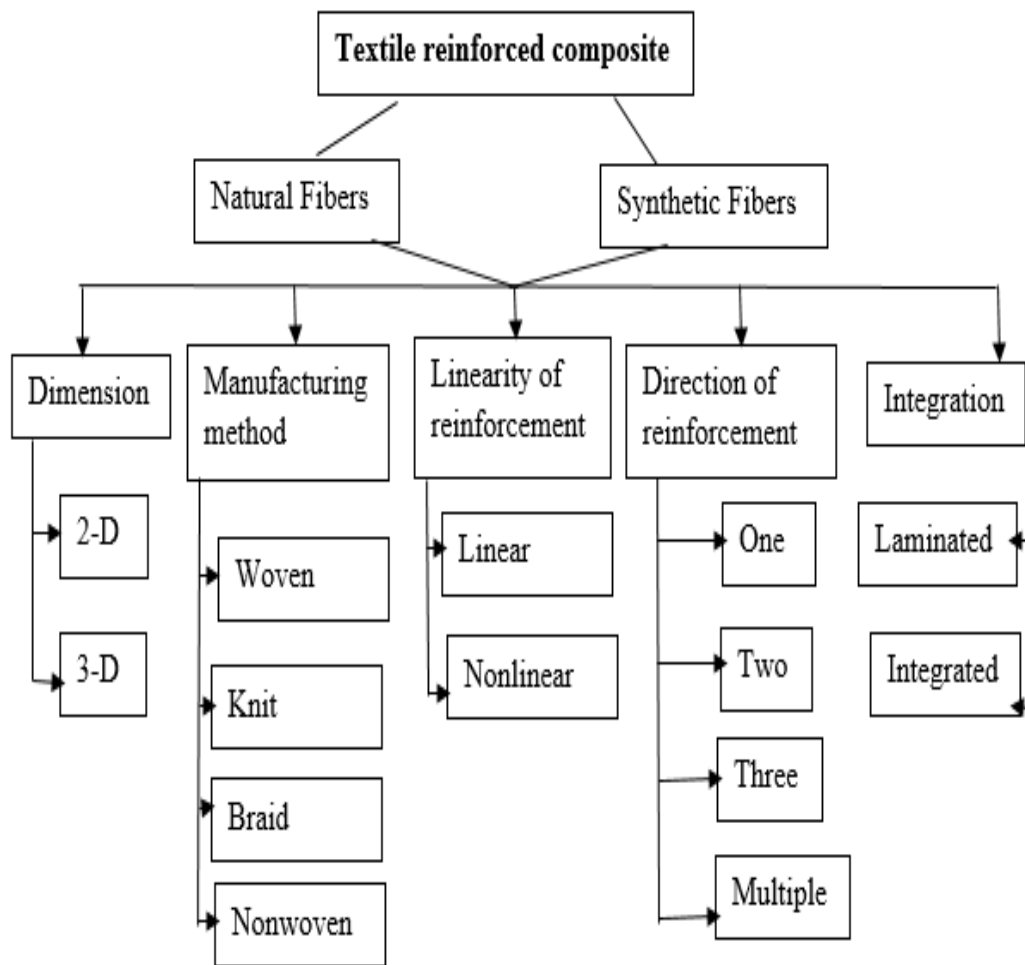 Textile reinforced composite
Natural Fibers
Synthetic Fibers
Dimension
Manufacturing
method
Linearity of
reinforcement
Direction of
reinforcement
Integration
2-D
3-D
Woven
Knit
Braid
Nonwoven
Linear
Nonlinear
One
Two
Three
Multiple
Laminated
Integrated